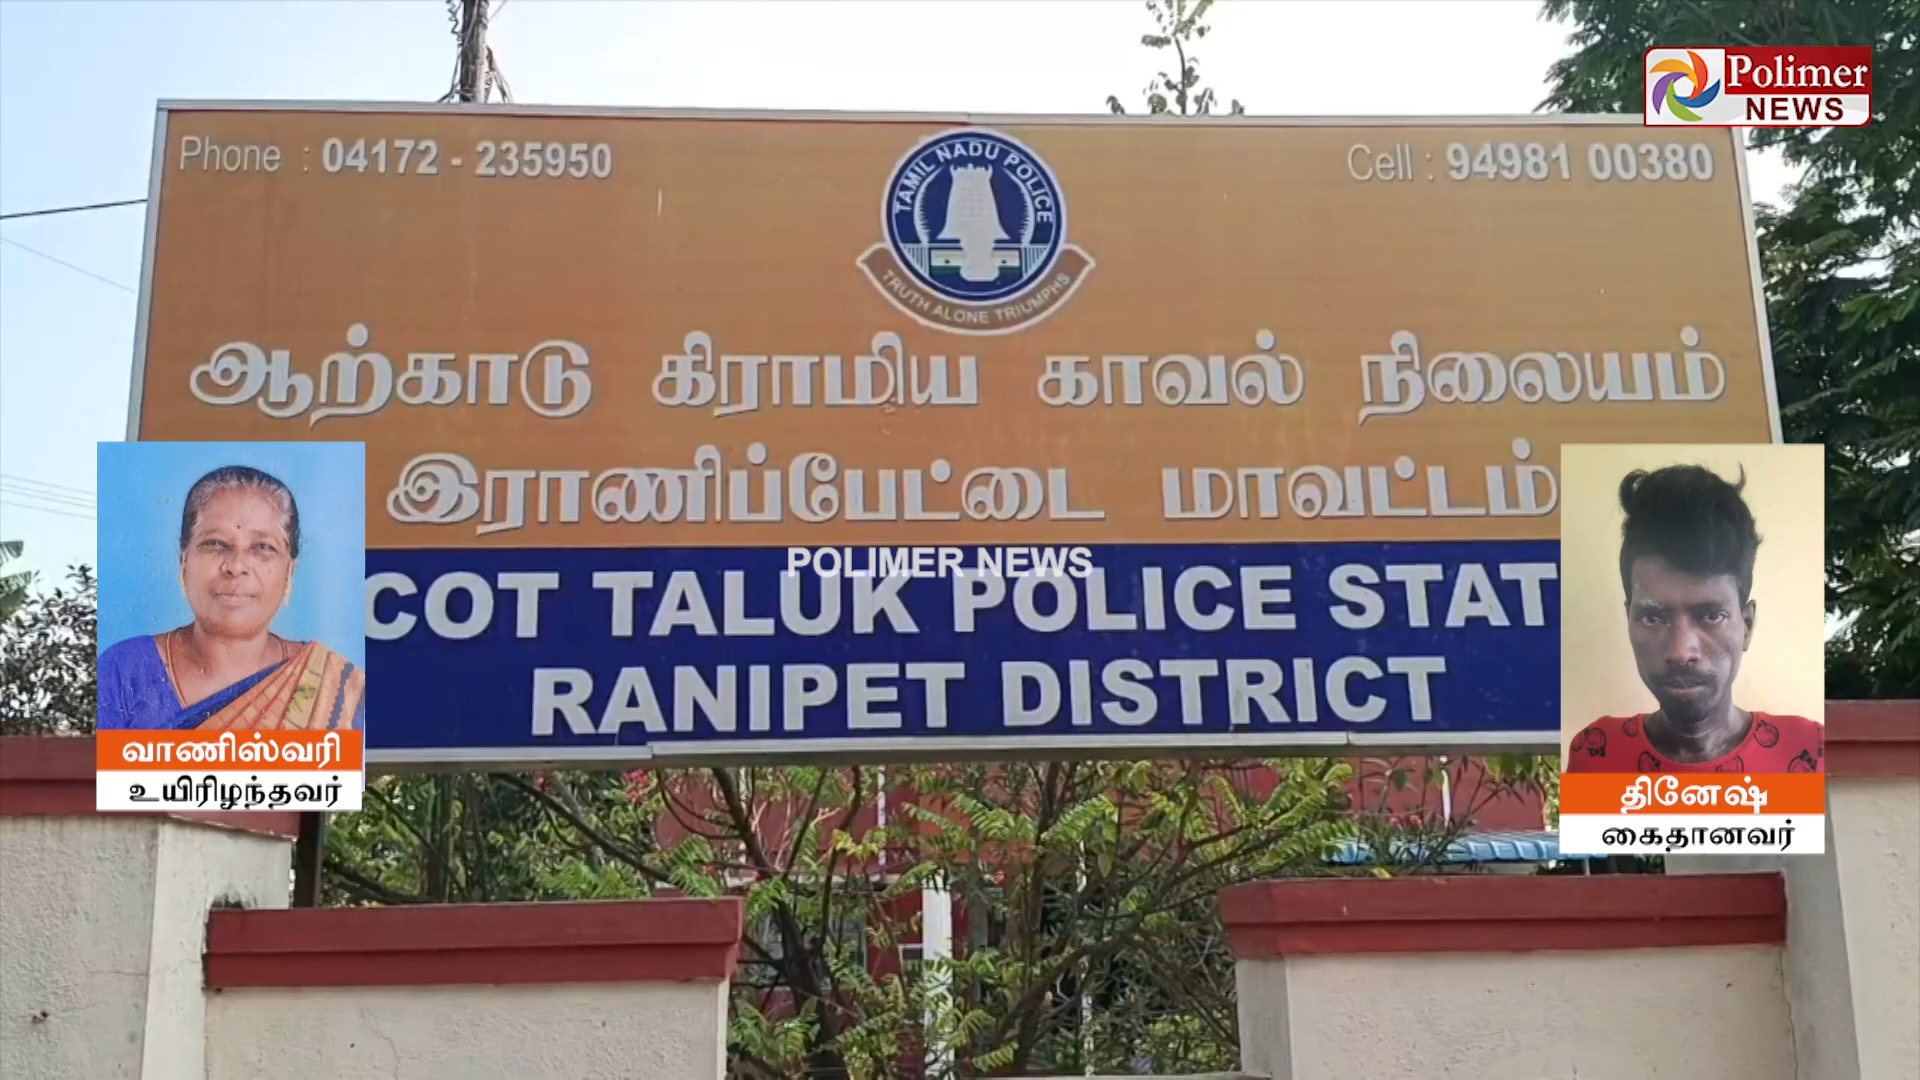 Polimer
NEWS
Phone : 04172 - 235950
Cell : 94981 00380
TAMIL NADU POLICE
TRUTH ALONE TRIUMPHS
ஆற்காடு கிராமிய காவல் நிலையம்
இராணிப்பேட்டை மாவட்டம்
POLIMER NEWS
COT TALUK POLICE STAT
RANIPET DISTRICT
வாணிஸ்வரி
உயிரிழந்தவர்
தினேஷ்
கைதானவர்